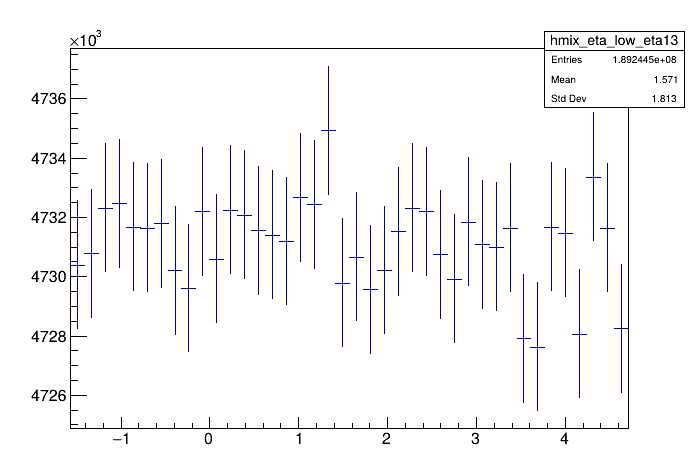 ×10³
hmix_eta_low_eta13
Entries 1.892445e+08
Mean 1.571
Std Dev 1.813
4736
4734
4732
4730
4728
4726
−1 0 1 2 3 4